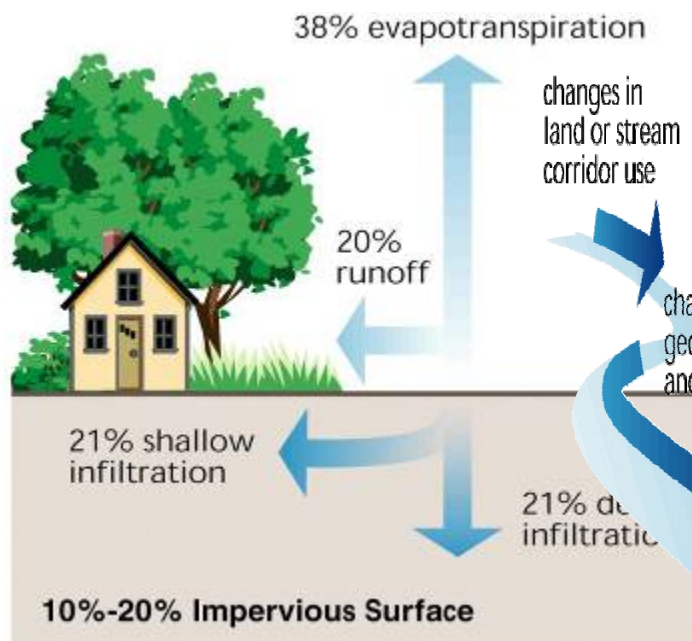 38% evapotranspiration
changes in
land or stream
corridor use
20%
runoff
21% shallow
infiltration
21%
10%-20% Impervious Surface